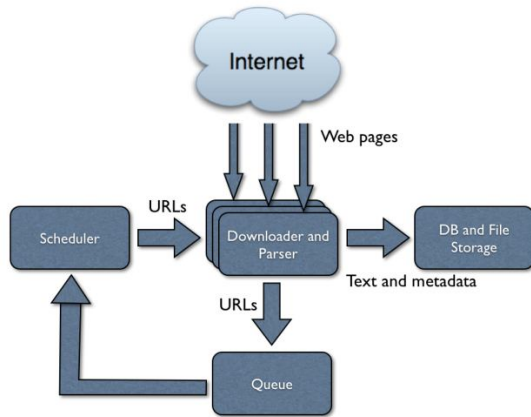 Internet
Web pages
URLs
Scheduler
Downloader and
Parser
DB and File
Storage
Text and metadata
URLs
Queue